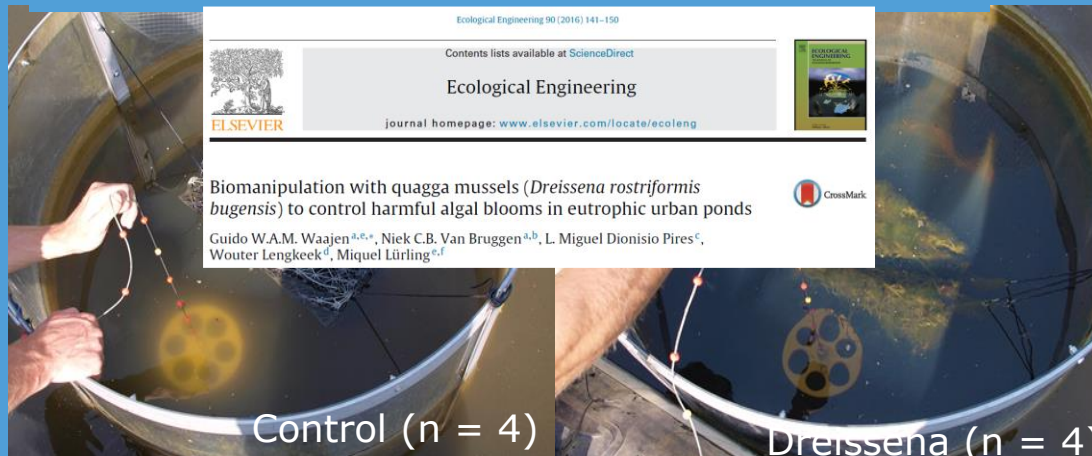 Ecological Engineering 90 (2016) 141–150
Contents lists available at ScienceDirect
Ecological Engineering
journal homepage: www.elsevier.com/locate/ecoleng
ELSEVIER
ECOLOGICAL
ENGINEERING
Biomanipulation with quagga mussels (Dreissena rostriformis
bugensis) to control harmful algal blooms in eutrophic urban ponds
CrossMark
Guido W.A.M. Waajen a,e,*, Niek C.B. Van Bruggen a,b, L. Miguel Dionisio Pires c,
Wouter Lengkeek d, Miquel Lürling e,f
Control (n = 4)
Dreissena (n = 4)